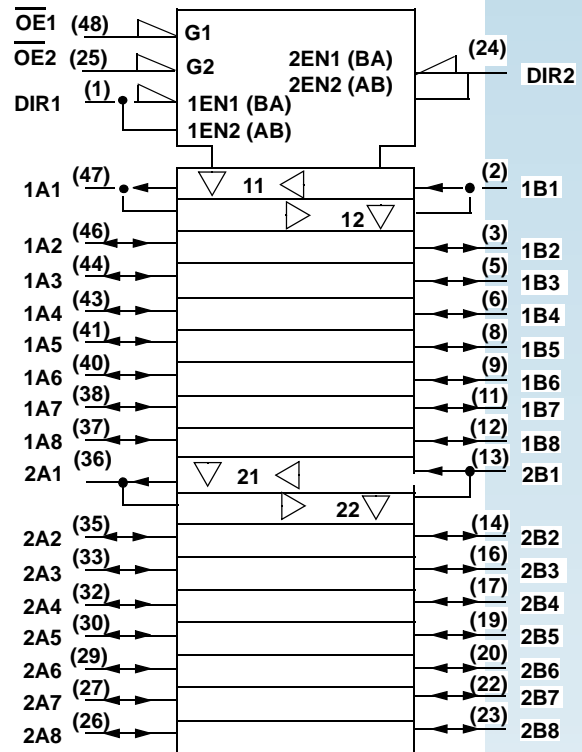 OE1 (48) G1
OE2 (25) G2 2EN1 (BA) (24) DIR2
2EN2 (AB)
DIR1 (1) 1EN1 (BA)
1EN2 (AB)
1A1 (47) 11 (2) 1B1
12
1A2 (46) (3) 1B2
1A3 (44) (5) 1B3
1A4 (43) (6) 1B4
1A5 (41) (8) 1B5
1A6 (40) (9) 1B6
1A7 (38) (11) 1B7
1A8 (37) (12) 1B8
2A1 (36) 21 (13) 2B1
22
2A2 (35) (14) 2B2
2A3 (33) (16) 2B3
2A4 (32) (17) 2B4
2A5 (30) (19) 2B5
2A6 (29) (20) 2B6
2A7 (27) (22) 2B7
2A8 (26) (23) 2B8